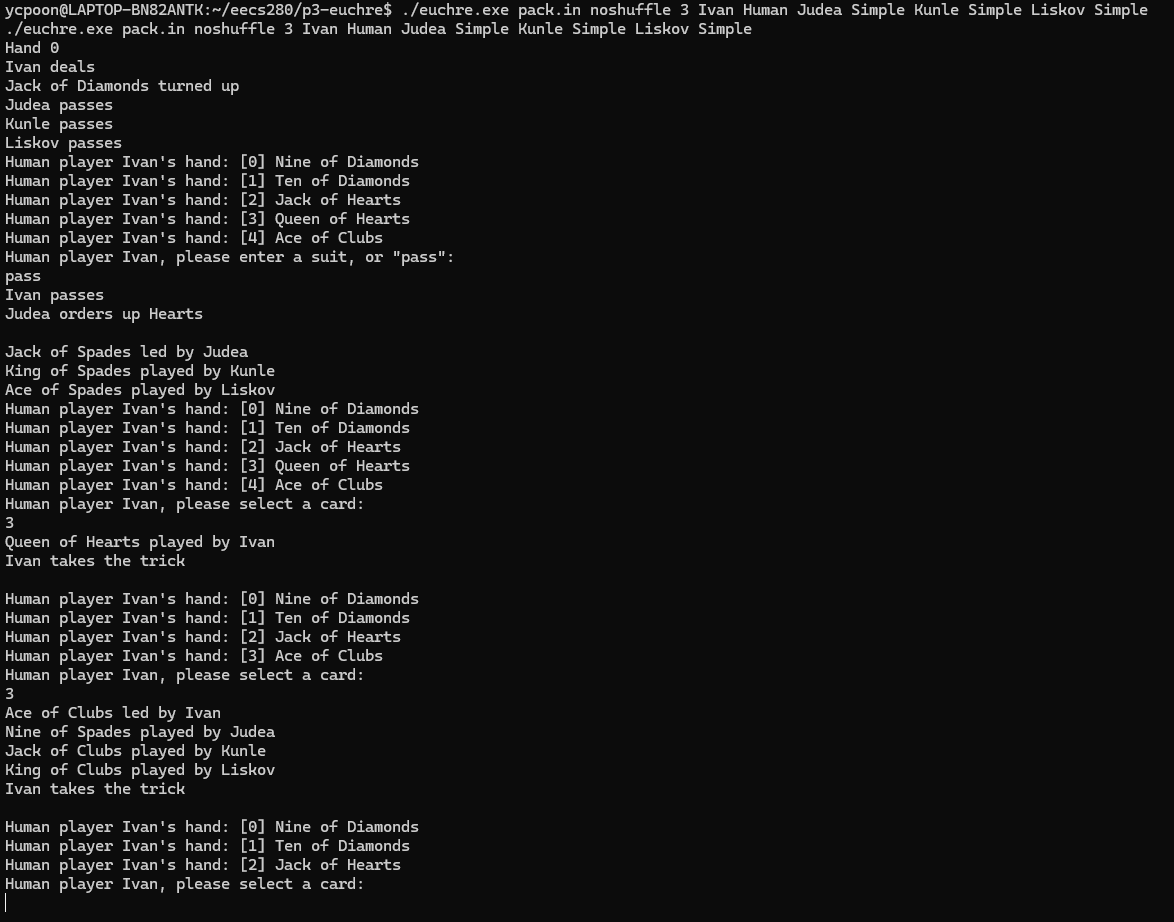 ycpoon@LAPTOP-BN82ANTK:~/eecs280/p3-euchre$ ./euchre.exe pack.in noshuffle 3 Ivan Human Judea Simple Kunle Simple Liskov Simple
./euchre.exe pack.in noshuffle 3 Ivan Human Judea Simple Kunle Simple Liskov Simple
Hand 0
Ivan deals
Jack of Diamonds turned up
Judea passes
Kunle passes
Liskov passes
Human player Ivan's hand: [0] Nine of Diamonds
Human player Ivan's hand: [1] Ten of Diamonds
Human player Ivan's hand: [2] Jack of Hearts
Human player Ivan's hand: [3] Queen of Hearts
Human player Ivan's hand: [4] Ace of Clubs
Human player Ivan, please enter a suit, or "pass":
pass
Ivan passes
Judea orders up Hearts

Jack of Spades led by Judea
King of Spades played by Kunle
Ace of Spades played by Liskov
Human player Ivan's hand: [0] Nine of Diamonds
Human player Ivan's hand: [1] Ten of Diamonds
Human player Ivan's hand: [2] Jack of Hearts
Human player Ivan's hand: [3] Queen of Hearts
Human player Ivan's hand: [4] Ace of Clubs
Human player Ivan, please select a card:
3
Queen of Hearts played by Ivan
Ivan takes the trick

Human player Ivan's hand: [0] Nine of Diamonds
Human player Ivan's hand: [1] Ten of Diamonds
Human player Ivan's hand: [2] Jack of Hearts
Human player Ivan's hand: [3] Ace of Clubs
Human player Ivan, please select a card:
3
Ace of Clubs led by Ivan
Nine of Spades played by Judea
Jack of Clubs played by Kunle
King of Clubs played by Liskov
Ivan takes the trick

Human player Ivan's hand: [0] Nine of Diamonds
Human player Ivan's hand: [1] Ten of Diamonds
Human player Ivan's hand: [2] Jack of Hearts
Human player Ivan, please select a card: